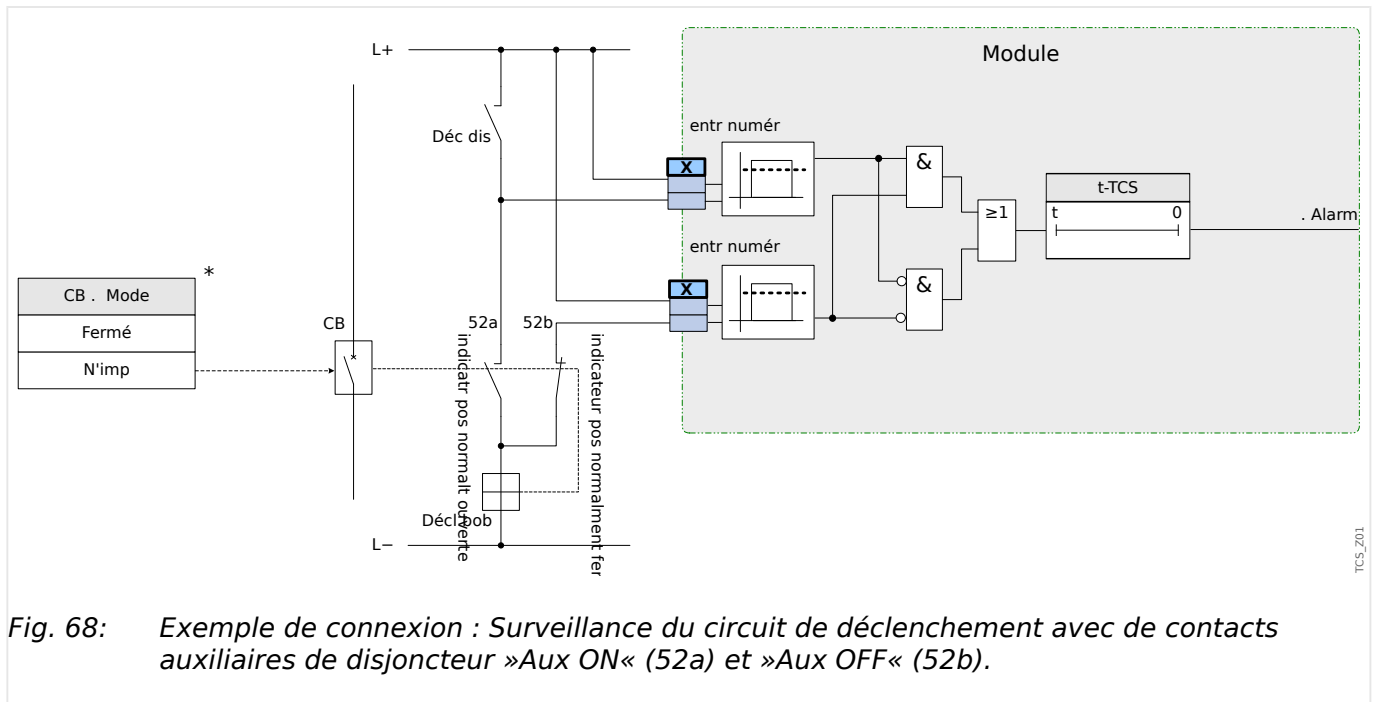 L+
Module
entr numér
Déc dis
X
&
t-TCS
t 0
≥1
. Alarm
entr numér
*
CB . Mode
Fermé
N'imp
X
&
CB
52a
52b
indicatr pos normalt ouverte
indicateur pos normalment fer
Décl bob
L−
TCS_Z01
Fig. 68: Exemple de connexion : Surveillance du circuit de déclenchement avec de contacts
auxiliaires de disjoncteur »Aux ON« (52a) et »Aux OFF« (52b).